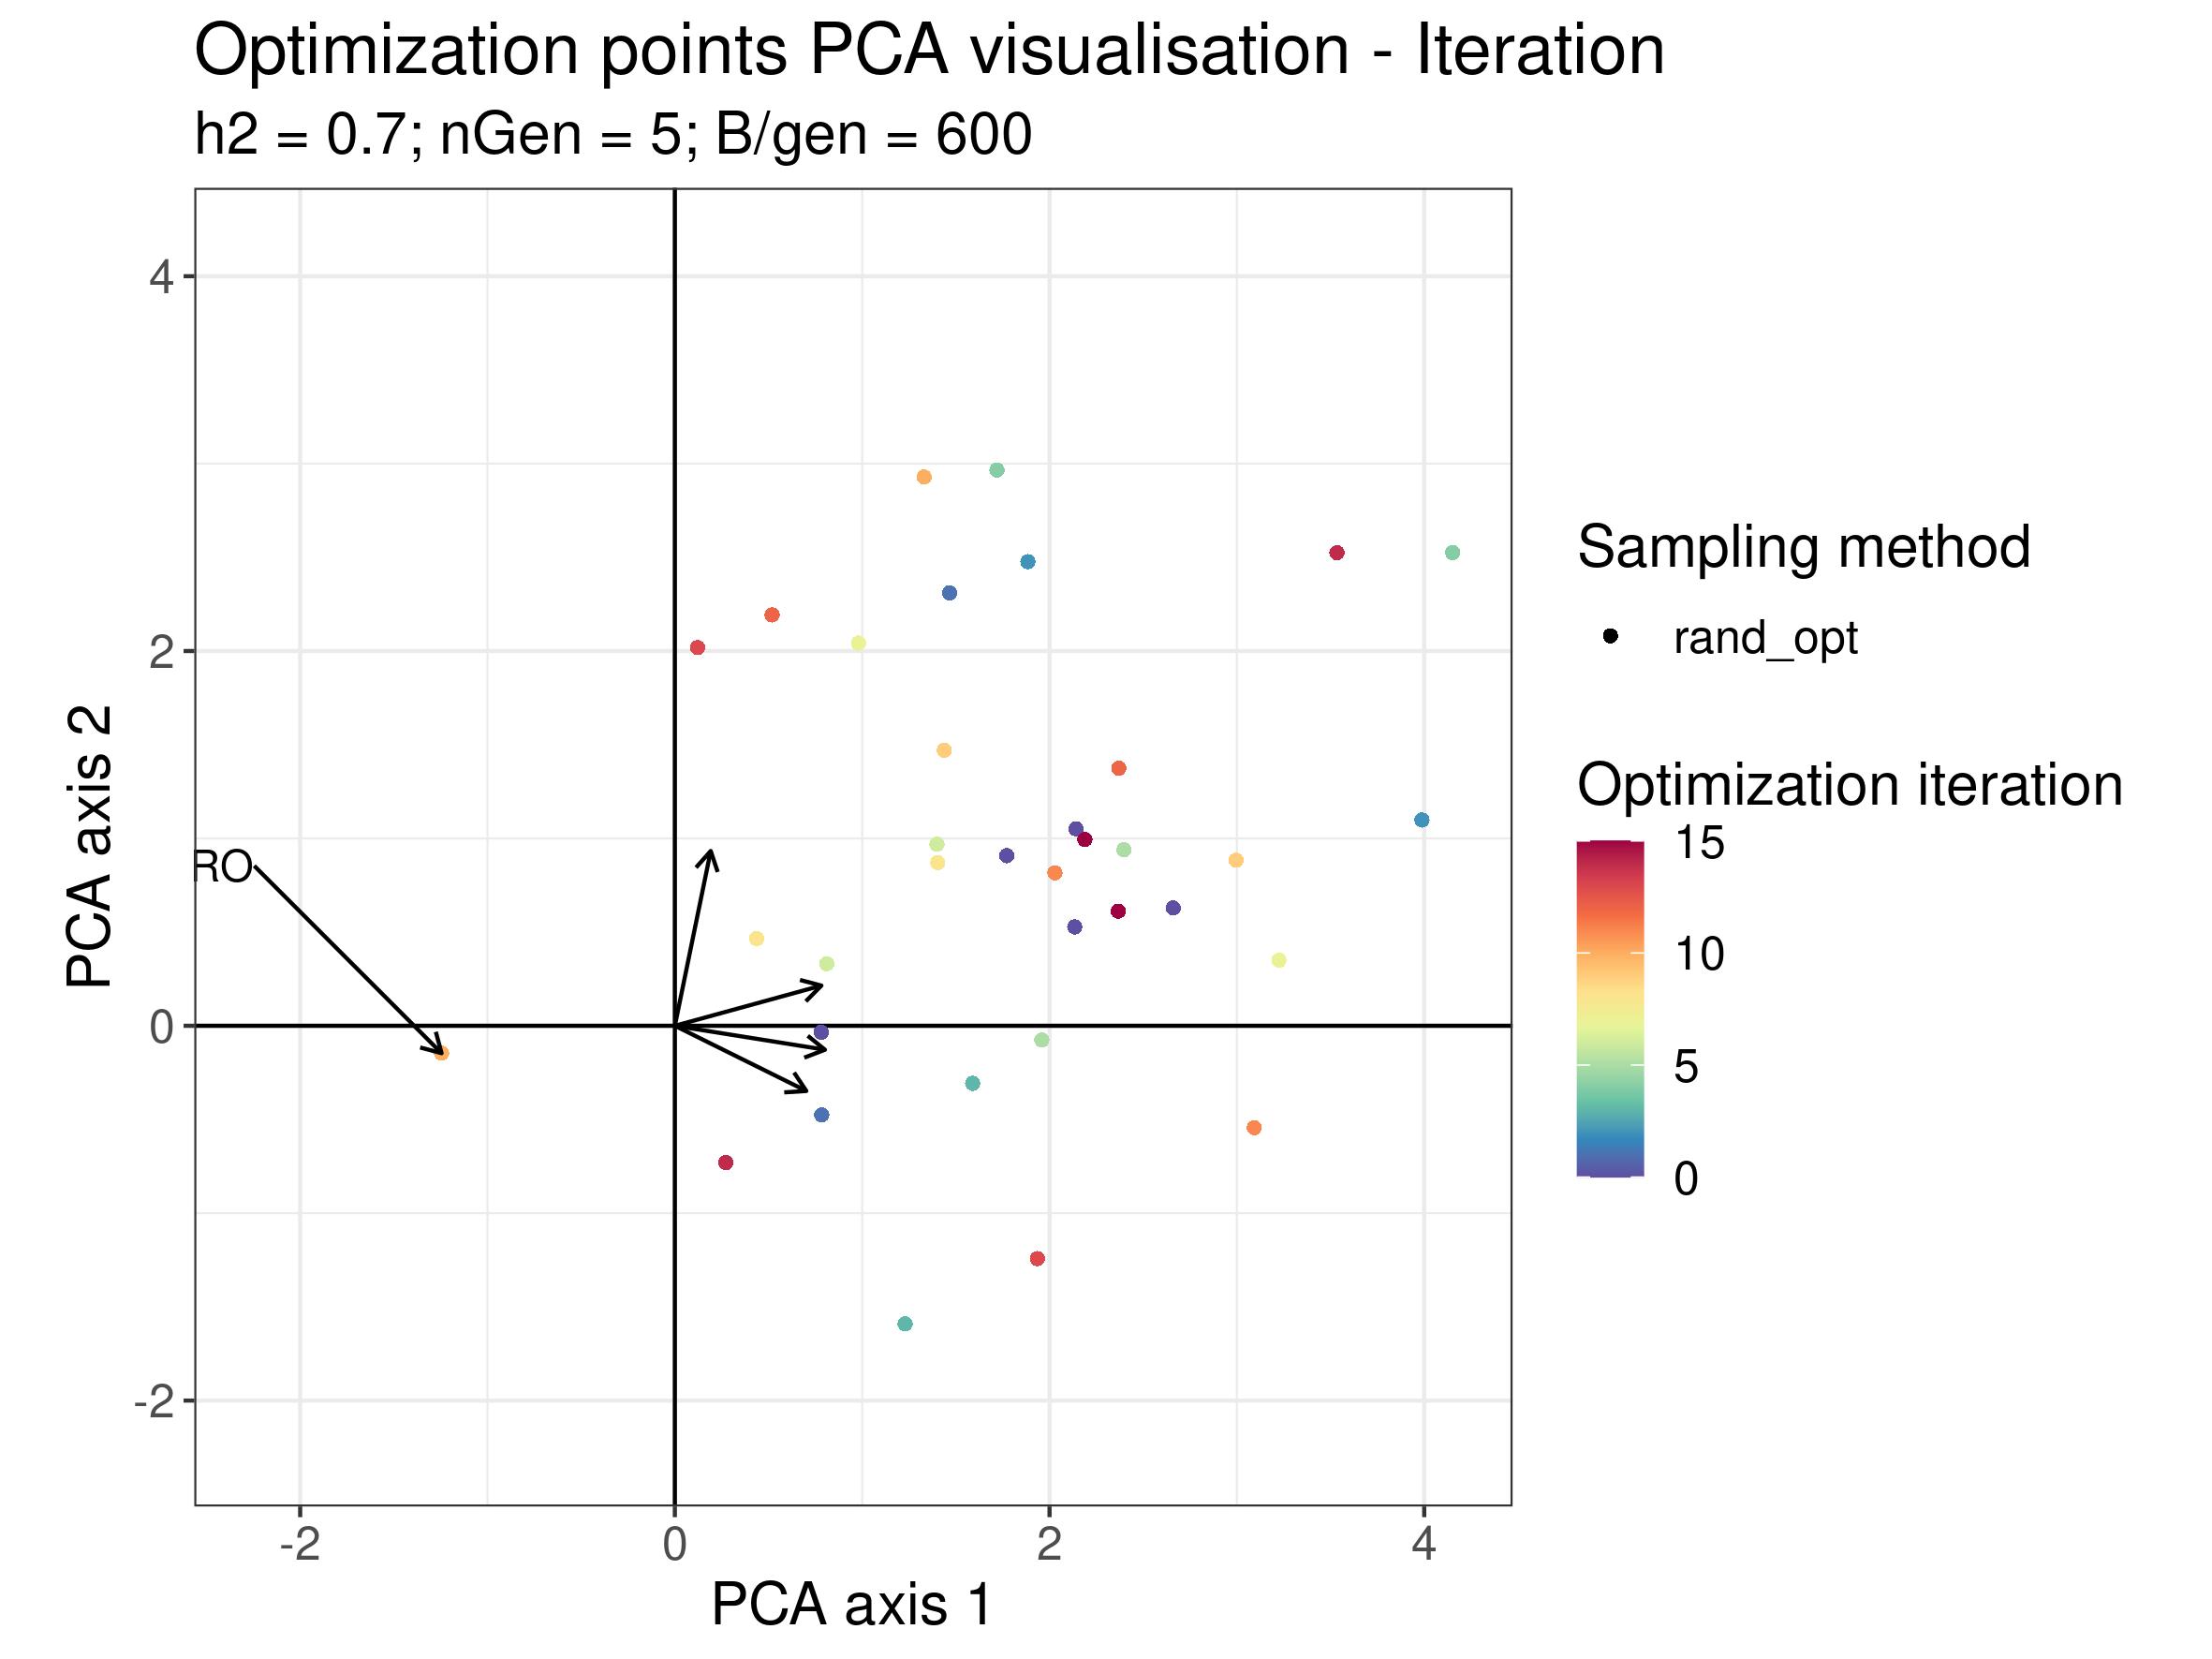 Optimization points PCA visualisation - Iteration
h2 = 0.7; nGen = 5; B/gen = 600
4
2
0
-2
PCA axis 2
RO
-2
0
2
4
PCA axis 1
Sampling method
rand_opt
Optimization iteration
15
10
5
0